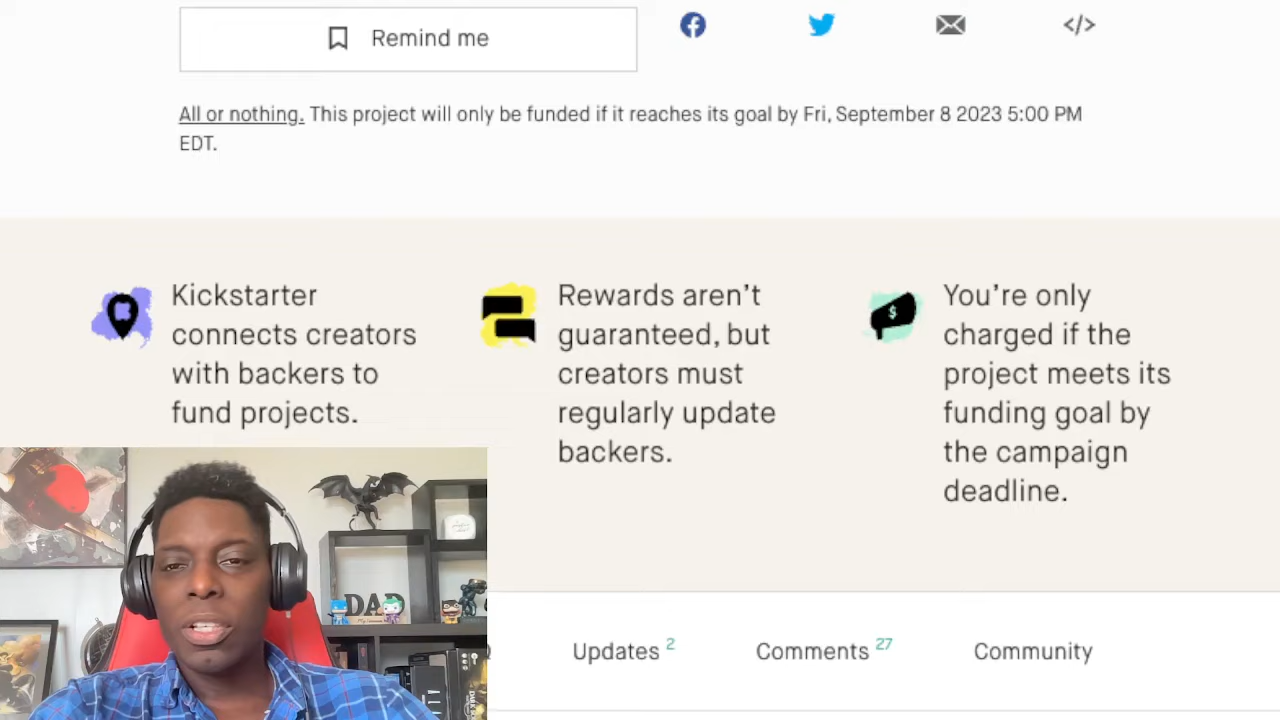 Remind me
</>
All or nothing. This project will only be funded if it reaches its goal by Fri, September 8 2023 5:00 PM
EDT.
Kickstarter
connects creators
with backers to
fund projects.
Rewards aren’t
guaranteed, but
creators must
regularly update
backers.
$
You’re only
charged if the
project meets its
funding goal by
the campaign
deadline.
DAD
Updates 2
Comments 27
Community